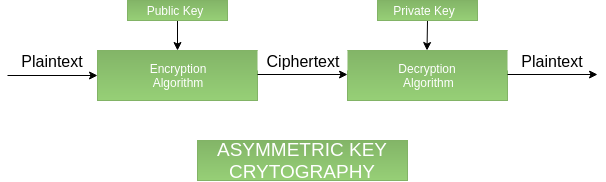 Public Key
Private Key
Plaintext
Encryption
Algorithm
Ciphertext
Decryption
Algorithm
Plaintext
ASYMMETRIC KEY
CRYTOGRAPHY